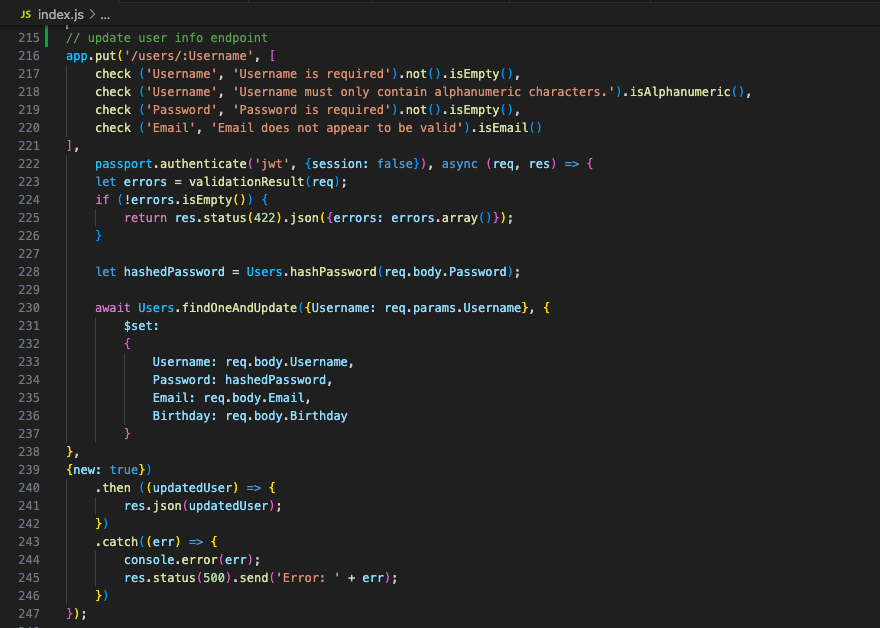 JS index.js > ...
215 // update user info endpoint
216 app.put('/users/:Username', [
217     check ('Username', 'Username is required').not().isEmpty(),
218     check ('Username', 'Username must only contain alphanumeric characters.').isAlphanumeric(),
219     check ('Password', 'Password is required').not().isEmpty(),
220     check ('Email', 'Email does not appear to be valid').isEmail()
221 ],
222     passport.authenticate('jwt', {session: false}), async (req, res) => {
223     let errors = validationResult(req);
224     if (!errors.isEmpty()) {
225         return res.status(422).json({errors: errors.array()});
226     }
227
228     let hashedPassword = Users.hashPassword(req.body.Password);
229
230     await Users.findOneAndUpdate({Username: req.params.Username}, {
231         $set:
232         {
233             Username: req.body.Username,
234             Password: hashedPassword,
235             Email: req.body.Email,
236             Birthday: req.body.Birthday
237         }
238 },
239 {new: true})
240     .then ((updatedUser) => {
241         res.json(updatedUser);
242     })
243     .catch((err) => {
244         console.error(err);
245         res.status(500).send('Error: ' + err);
246     })
247 });